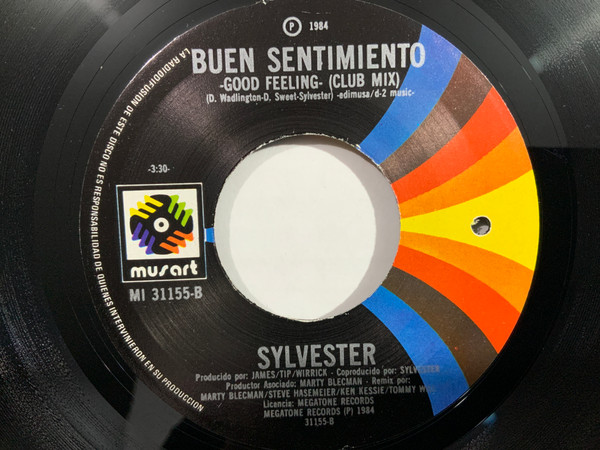 ℗ 1984
BUEN SENTIMIENTO
-GOOD FEELING- (CLUB MIX)
(D. Wadlington-D. Sweet-Sylvester) -edimusa/d-2 music-
-3:30-
LA RADIODIFUSION DE ESTE DISCO NO ES RESPONSABILIDAD DE QUIENES INTERVINIERON EN SU PRODUCCION
musart
MI 31155-B
SYLVESTER
Producido por: JAMES/TIP/WIRRICK - Coproducido por: SYLVESTER
Productor Asociado: MARTY BLECMAN - Remix por:
MARTY BLECMAN/STEVE HASEMEIER/KEN KESSIE/TOMMY
Licencia: MEGATONE RECORDS
MEGATONE RECORDS (P) 1984
31155-B